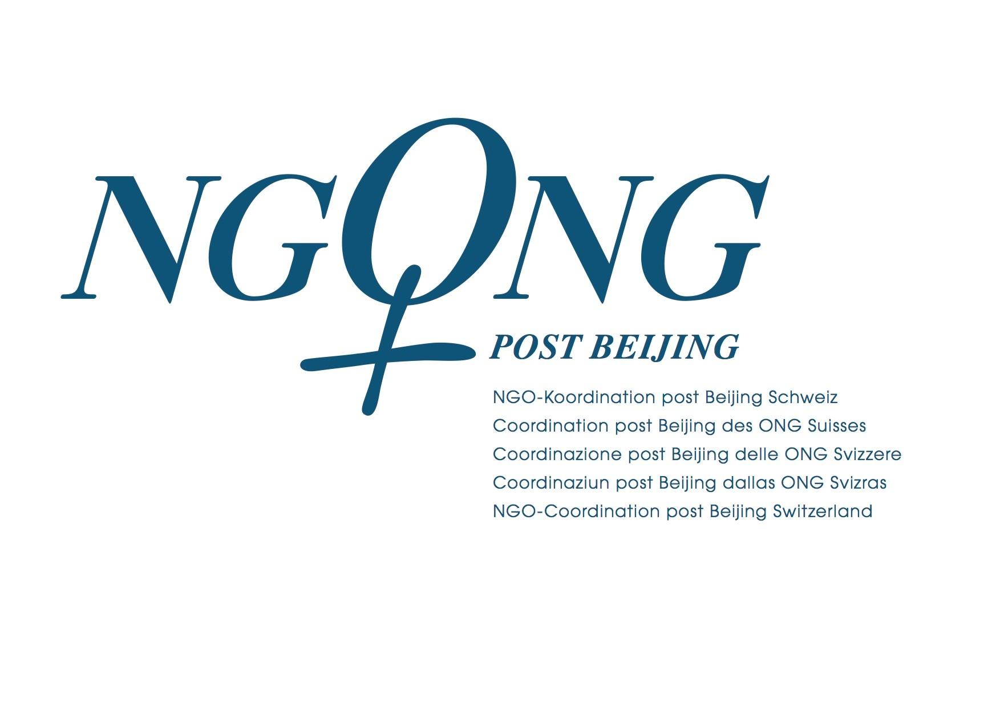 NGONG
POST BEIJING
NGO-Koordination post Beijing Schweiz
Coordination post Beijing des ONG Suisses
Coordinazione post Beijing delle ONG Svizzere
Coordinaziun post Beijing dallas ONG Svizras
NGO-Coordination post Beijing Switzerland